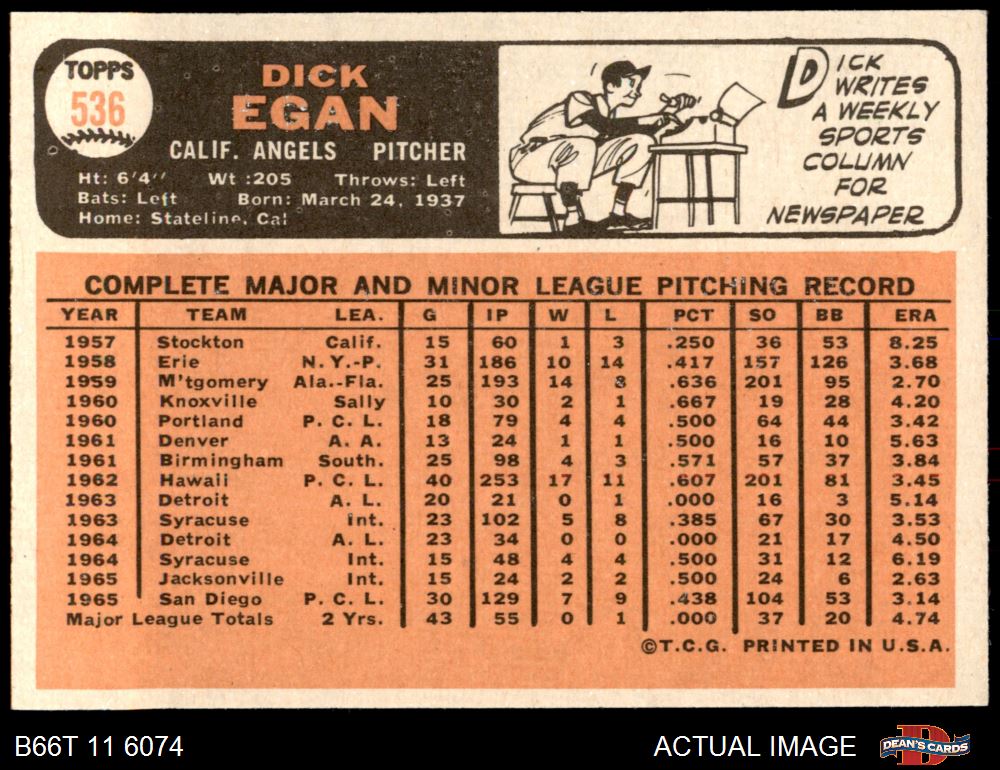 TOPPS
536
DICK
EGAN
CALIF. ANGELS PITCHER
Ht: 6'4" Wt :205 Throws: Left
Bats: Left Born: March 24, 1937
Home: Stateline, Cal
DICK
WRITES
A WEEKLY
SPORTS
COLUMN
FOR
NEWSPAPER
COMPLETE MAJOR AND MINOR LEAGUE PITCHING RECORD
YEAR TEAM LEA. G IP W L PCT SO BB ERA
1957 Stockton Calif. 15 60 1 3 .250 36 53 8.25
1958 Erie N.Y.-P. 31 186 10 14 .417 157 126 3.68
1959 M'tgomery Ala.-Fla. 25 193 14 8 .636 201 95 2.70
1960 Knoxville Sally 10 30 2 1 .667 19 28 4.20
1960 Portland P. C. L. 18 79 4 4 .500 64 44 3.42
1961 Denver A. A. 13 24 1 1 .500 16 10 5.63
1961 Birmingham South. 25 98 4 3 .571 57 37 3.84
1962 Hawaii P. C. L. 40 253 17 11 .607 201 81 3.45
1963 Detroit A. L. 20 21 0 1 .000 16 3 5.14
1963 Syracuse Int. 23 102 5 8 .385 67 30 3.53
1964 Detroit A. L. 23 34 0 0 .000 21 17 4.50
1964 Syracuse Int. 15 48 4 4 .500 31 12 6.19
1965 Jacksonville Int. 15 24 2 2 .500 24 6 2.63
1965 San Diego P. C. L. 30 129 7 9 .438 104 53 3.14
Major League Totals 2 Yrs. 43 55 0 1 .000 37 20 4.74
©T.C.G. PRINTED IN U.S.A.
B66T 11 6074 ACTUAL IMAGE D DEAN'S CARDS